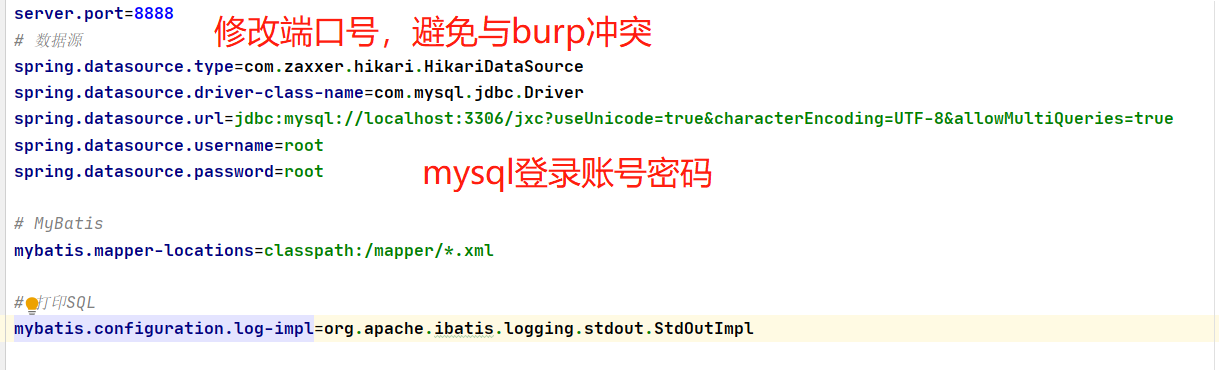 server.port=8888
修改端口号，避免与burp冲突
# 数据源
spring.datasource.type=com.zaxxer.hikari.HikariDataSource
spring.datasource.driver-class-name=com.mysql.jdbc.Driver
spring.datasource.url=jdbc:mysql://localhost:3306/jxc?useUnicode=true&characterEncoding=UTF-8&allowMultiQueries=true
spring.datasource.username=root
spring.datasource.password=root
mysql登录账号密码
# MyBatis
mybatis.mapper-locations=classpath:/mapper/*.xml
# 打印SQL
mybatis.configuration.log-impl=org.apache.ibatis.logging.stdout.StdOutImpl